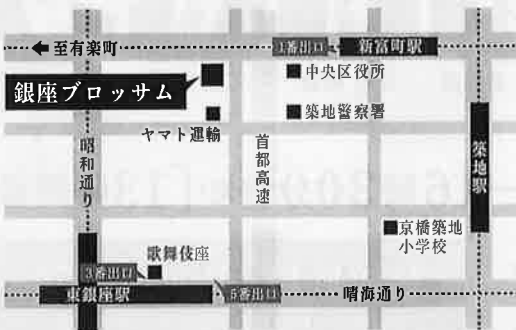 ←至有楽町
1番出口
新富町駅
中央区役所
銀座ブロッサム
築地警察署
ヤマト運輸
昭和通り
首都高速
築地駅
京橋築地
小学校
歌舞伎座
3番出口
東銀座駅
5番出口
晴海通り